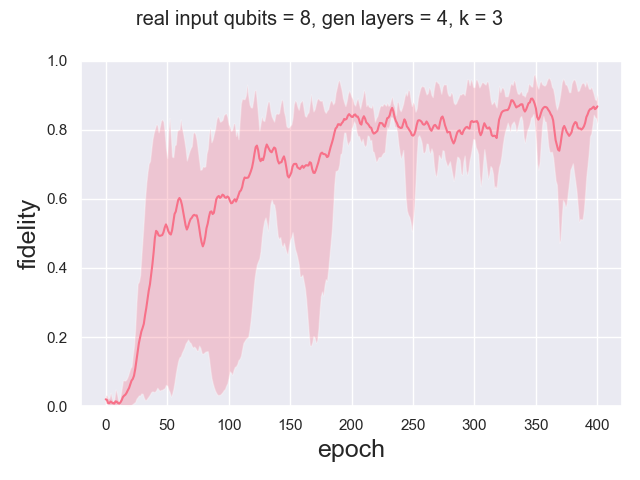 real input qubits = 8, gen layers = 4, k = 3
1.0
0.8
0.6
0.4
0.2
0.0
fidelity
0 50 100 150 200 250 300 350 400
epoch